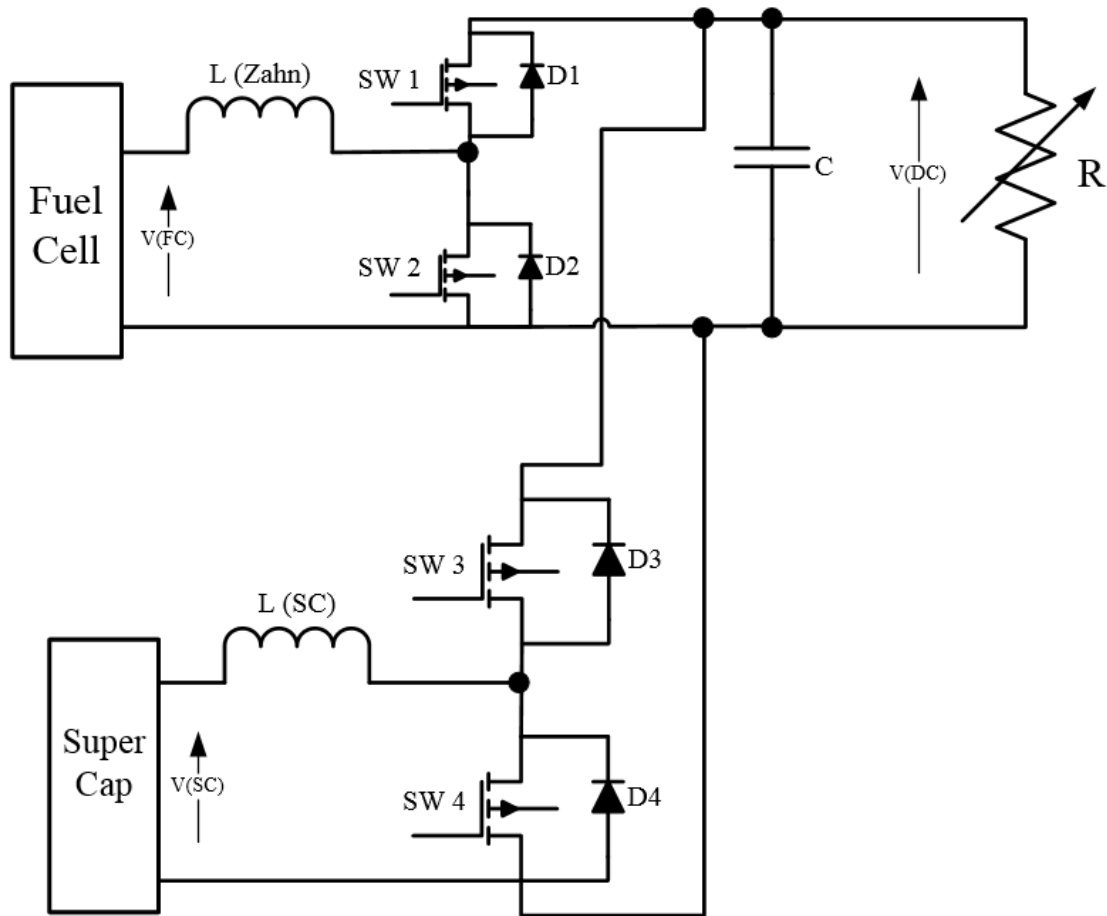 L (Zahn)
SW 1
D1
Fuel
Cell
V(FC)
SW 2
D2
C
V(DC)
R
SW 3
D3
L (SC)
Super
Cap
V(SC)
SW 4
D4